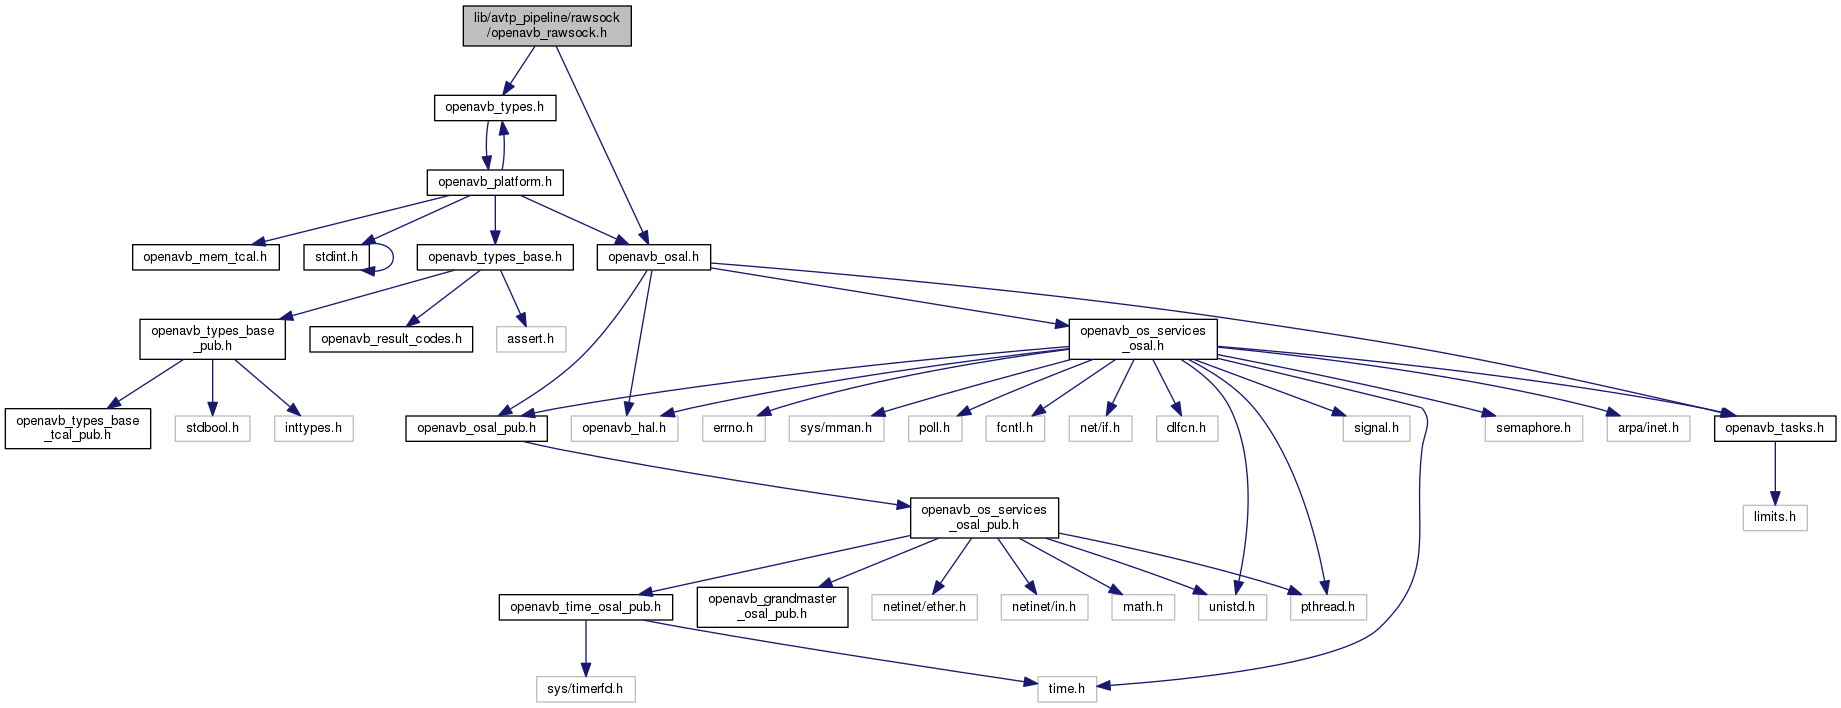 lib/avtp_pipeline/rawsock
/openavb_rawsock.h
openavb_types.h
openavb_platform.h
openavb_mem_tcal.h
stdint.h
openavb_types_base.h
openavb_osal.h
openavb_types_base
_pub.h
openavb_result_codes.h
assert.h
openavb_os_services
_osal.h
openavb_types_base
_tcal_pub.h
stdbool.h
inttypes.h
openavb_osal_pub.h
openavb_hal.h
errno.h
sys/mman.h
poll.h
fcntl.h
net/if.h
dlfcn.h
signal.h
semaphore.h
arpa/inet.h
openavb_tasks.h
openavb_os_services
_osal_pub.h
limits.h
openavb_time_osal_pub.h
openavb_grandmaster
_osal_pub.h
netinet/ether.h
netinet/in.h
math.h
unistd.h
pthread.h
sys/timerfd.h
time.h